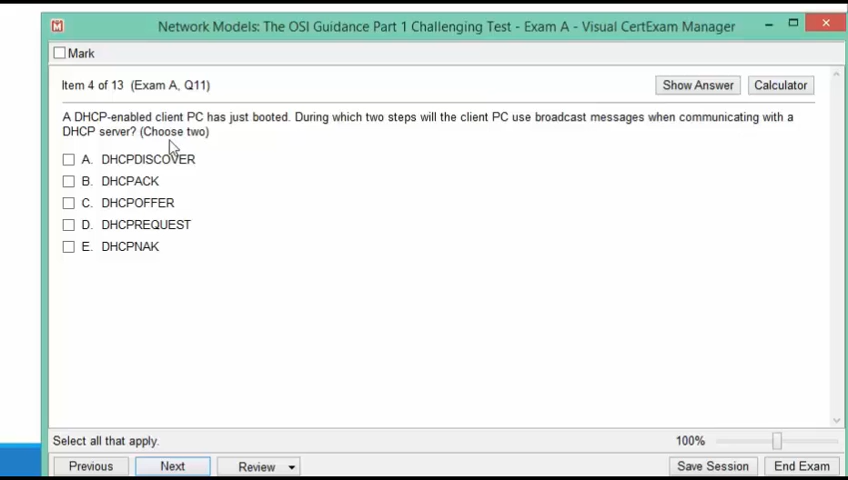 Network Models: The OSI Guidance Part 1 Challenging Test - Exam A - Visual CertExam Manager
Mark
Item 4 of 13 (Exam A, Q11)
Show Answer
Calculator
A DHCP-enabled client PC has just booted. During which two steps will the client PC use broadcast messages when communicating with a
DHCP server? (Choose two)
A. DHCPDISCOVER
B. DHCPACK
C. DHCPOFFER
D. DHCPREQUEST
E. DHCPNAK
Select all that apply.
100%
Previous
Next
Review
Save Session
End Exam